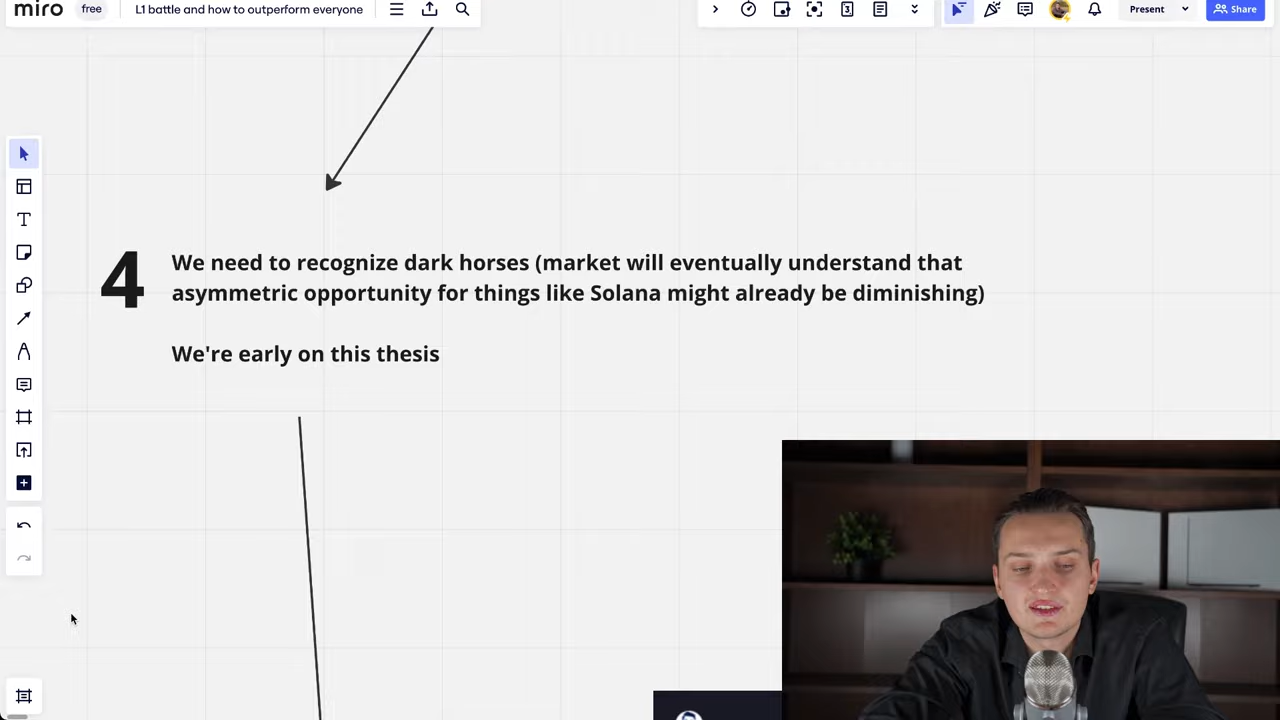 miro free L1 battle and how to outperform everyone 3 Present Share
4 We need to recognize dark horses (market will eventually understand that
asymmetric opportunity for things like Solana might already be diminishing)
We're early on this thesis